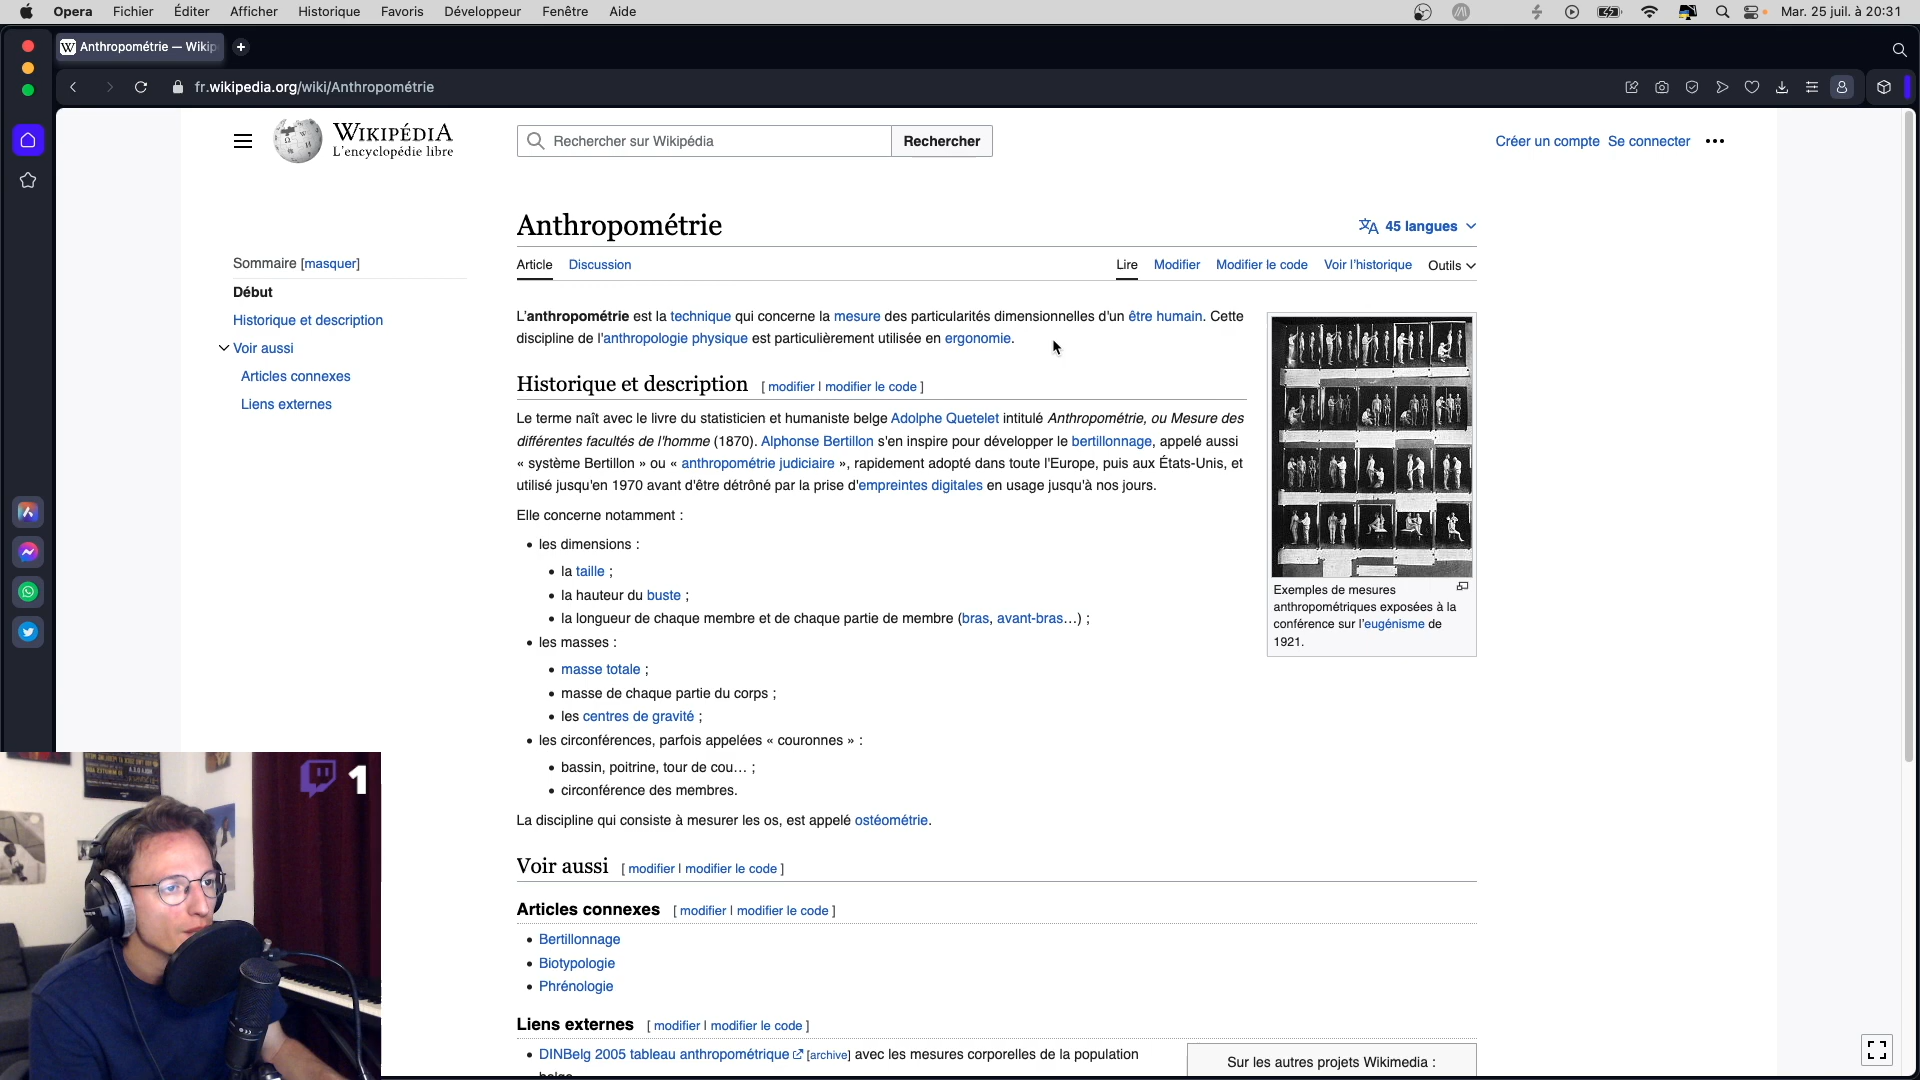 Opera Fichier Éditer Afficher Historique Favoris Développeur Fenêtre Aide Mar. 25 juil. à 20:31
Anthropométrie — Wikip
fr.wikipedia.org/wiki/Anthropométrie
WIKIPÉDIA
L'encyclopédie libre
Rechercher sur Wikipédia Rechercher
Créer un compte Se connecter
Anthropométrie
45 langues
Sommaire [masquer]
Début
Historique et description
Voir aussi
Articles connexes
Liens externes
Article Discussion Lire Modifier Modifier le code Voir l'historique Outils
L'anthropométrie est la technique qui concerne la mesure des particularités dimensionnelles d'un être humain. Cette
discipline de l'anthropologie physique est particulièrement utilisée en ergonomie.
Historique et description [ modifier | modifier le code ]
Le terme naît avec le livre du statisticien et humaniste belge Adolphe Quetelet intitulé Anthropométrie, ou Mesure des
différentes facultés de l'homme (1870). Alphonse Bertillon s'en inspire pour développer le bertillonnage, appelé aussi
« système Bertillon » ou « anthropométrie judiciaire », rapidement adopté dans toute l'Europe, puis aux États-Unis, et
utilisé jusqu'en 1970 avant d'être détrôné par la prise d'empreintes digitales en usage jusqu'à nos jours.
Elle concerne notamment :
• les dimensions :
• la taille ;
• la hauteur du buste ;
• la longueur de chaque membre et de chaque partie de membre (bras, avant-bras…) ;
• les masses :
• masse totale ;
• masse de chaque partie du corps ;
• les centres de gravité ;
• les circonférences, parfois appelées « couronnes » :
• bassin, poitrine, tour de cou… ;
• circonférence des membres.
La discipline qui consiste à mesurer les os, est appelé ostéométrie.
Exemples de mesures
anthropométriques exposées à la
conférence sur l'eugénisme de
1921.
Voir aussi [ modifier | modifier le code ]
Articles connexes [ modifier | modifier le code ]
• Bertillonnage
• Biotypologie
• Phrénologie
Liens externes [ modifier | modifier le code ]
• DINBelg 2005 tableau anthropométrique [archive] avec les mesures corporelles de la population
belge
Sur les autres projets Wikimedia :
1